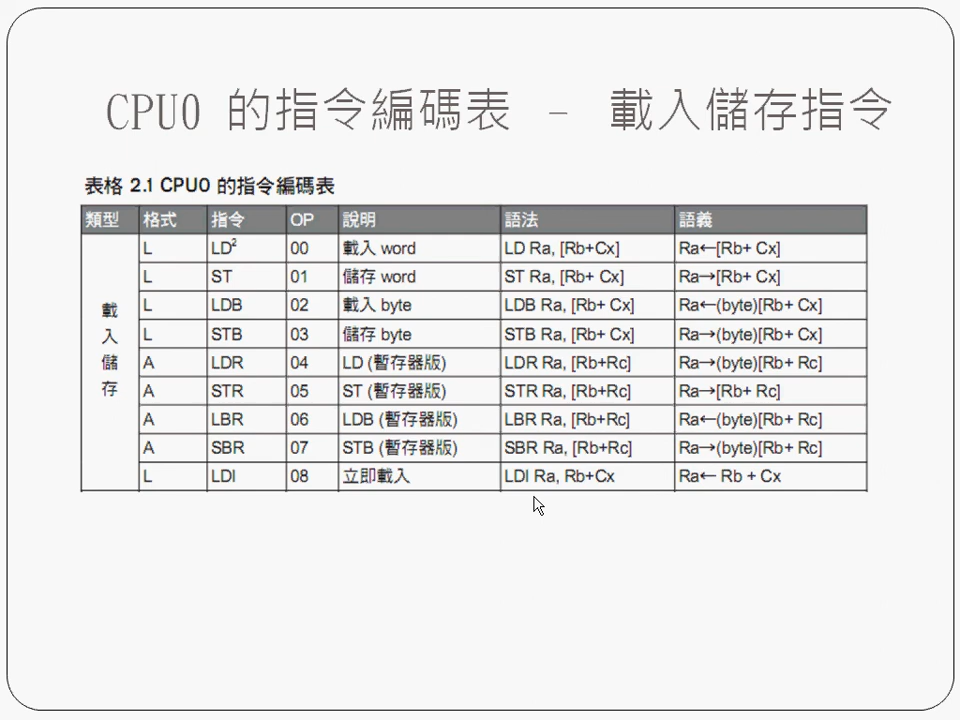 CPU0 的指令編碼表 – 載入儲存指令
表格 2.1 CPU0 的指令編碼表
類型 格式 指令 OP 說明 語法 語義
載入儲存
L LD2 00 載入 word LD Ra, [Rb+Cx] Ra←[Rb+ Cx]
L ST 01 儲存 word ST Ra, [Rb+ Cx] Ra→[Rb+ Cx]
L LDB 02 載入 byte LDB Ra, [Rb+ Cx] Ra←(byte)[Rb+ Cx]
L STB 03 儲存 byte STB Ra, [Rb+ Cx] Ra→(byte)[Rb+ Cx]
A LDR 04 LD (暫存器版) LDR Ra, [Rb+Rc] Ra→(byte)[Rb+ Rc]
A STR 05 ST (暫存器版) STR Ra, [Rb+Rc] Ra→[Rb+ Rc]
A LBR 06 LDB (暫存器版) LBR Ra, [Rb+Rc] Ra←(byte)[Rb+ Rc]
A SBR 07 STB (暫存器版) SBR Ra, [Rb+Rc] Ra→(byte)[Rb+ Rc]
L LDI 08 立即載入 LDI Ra, Rb+Cx Ra← Rb + Cx